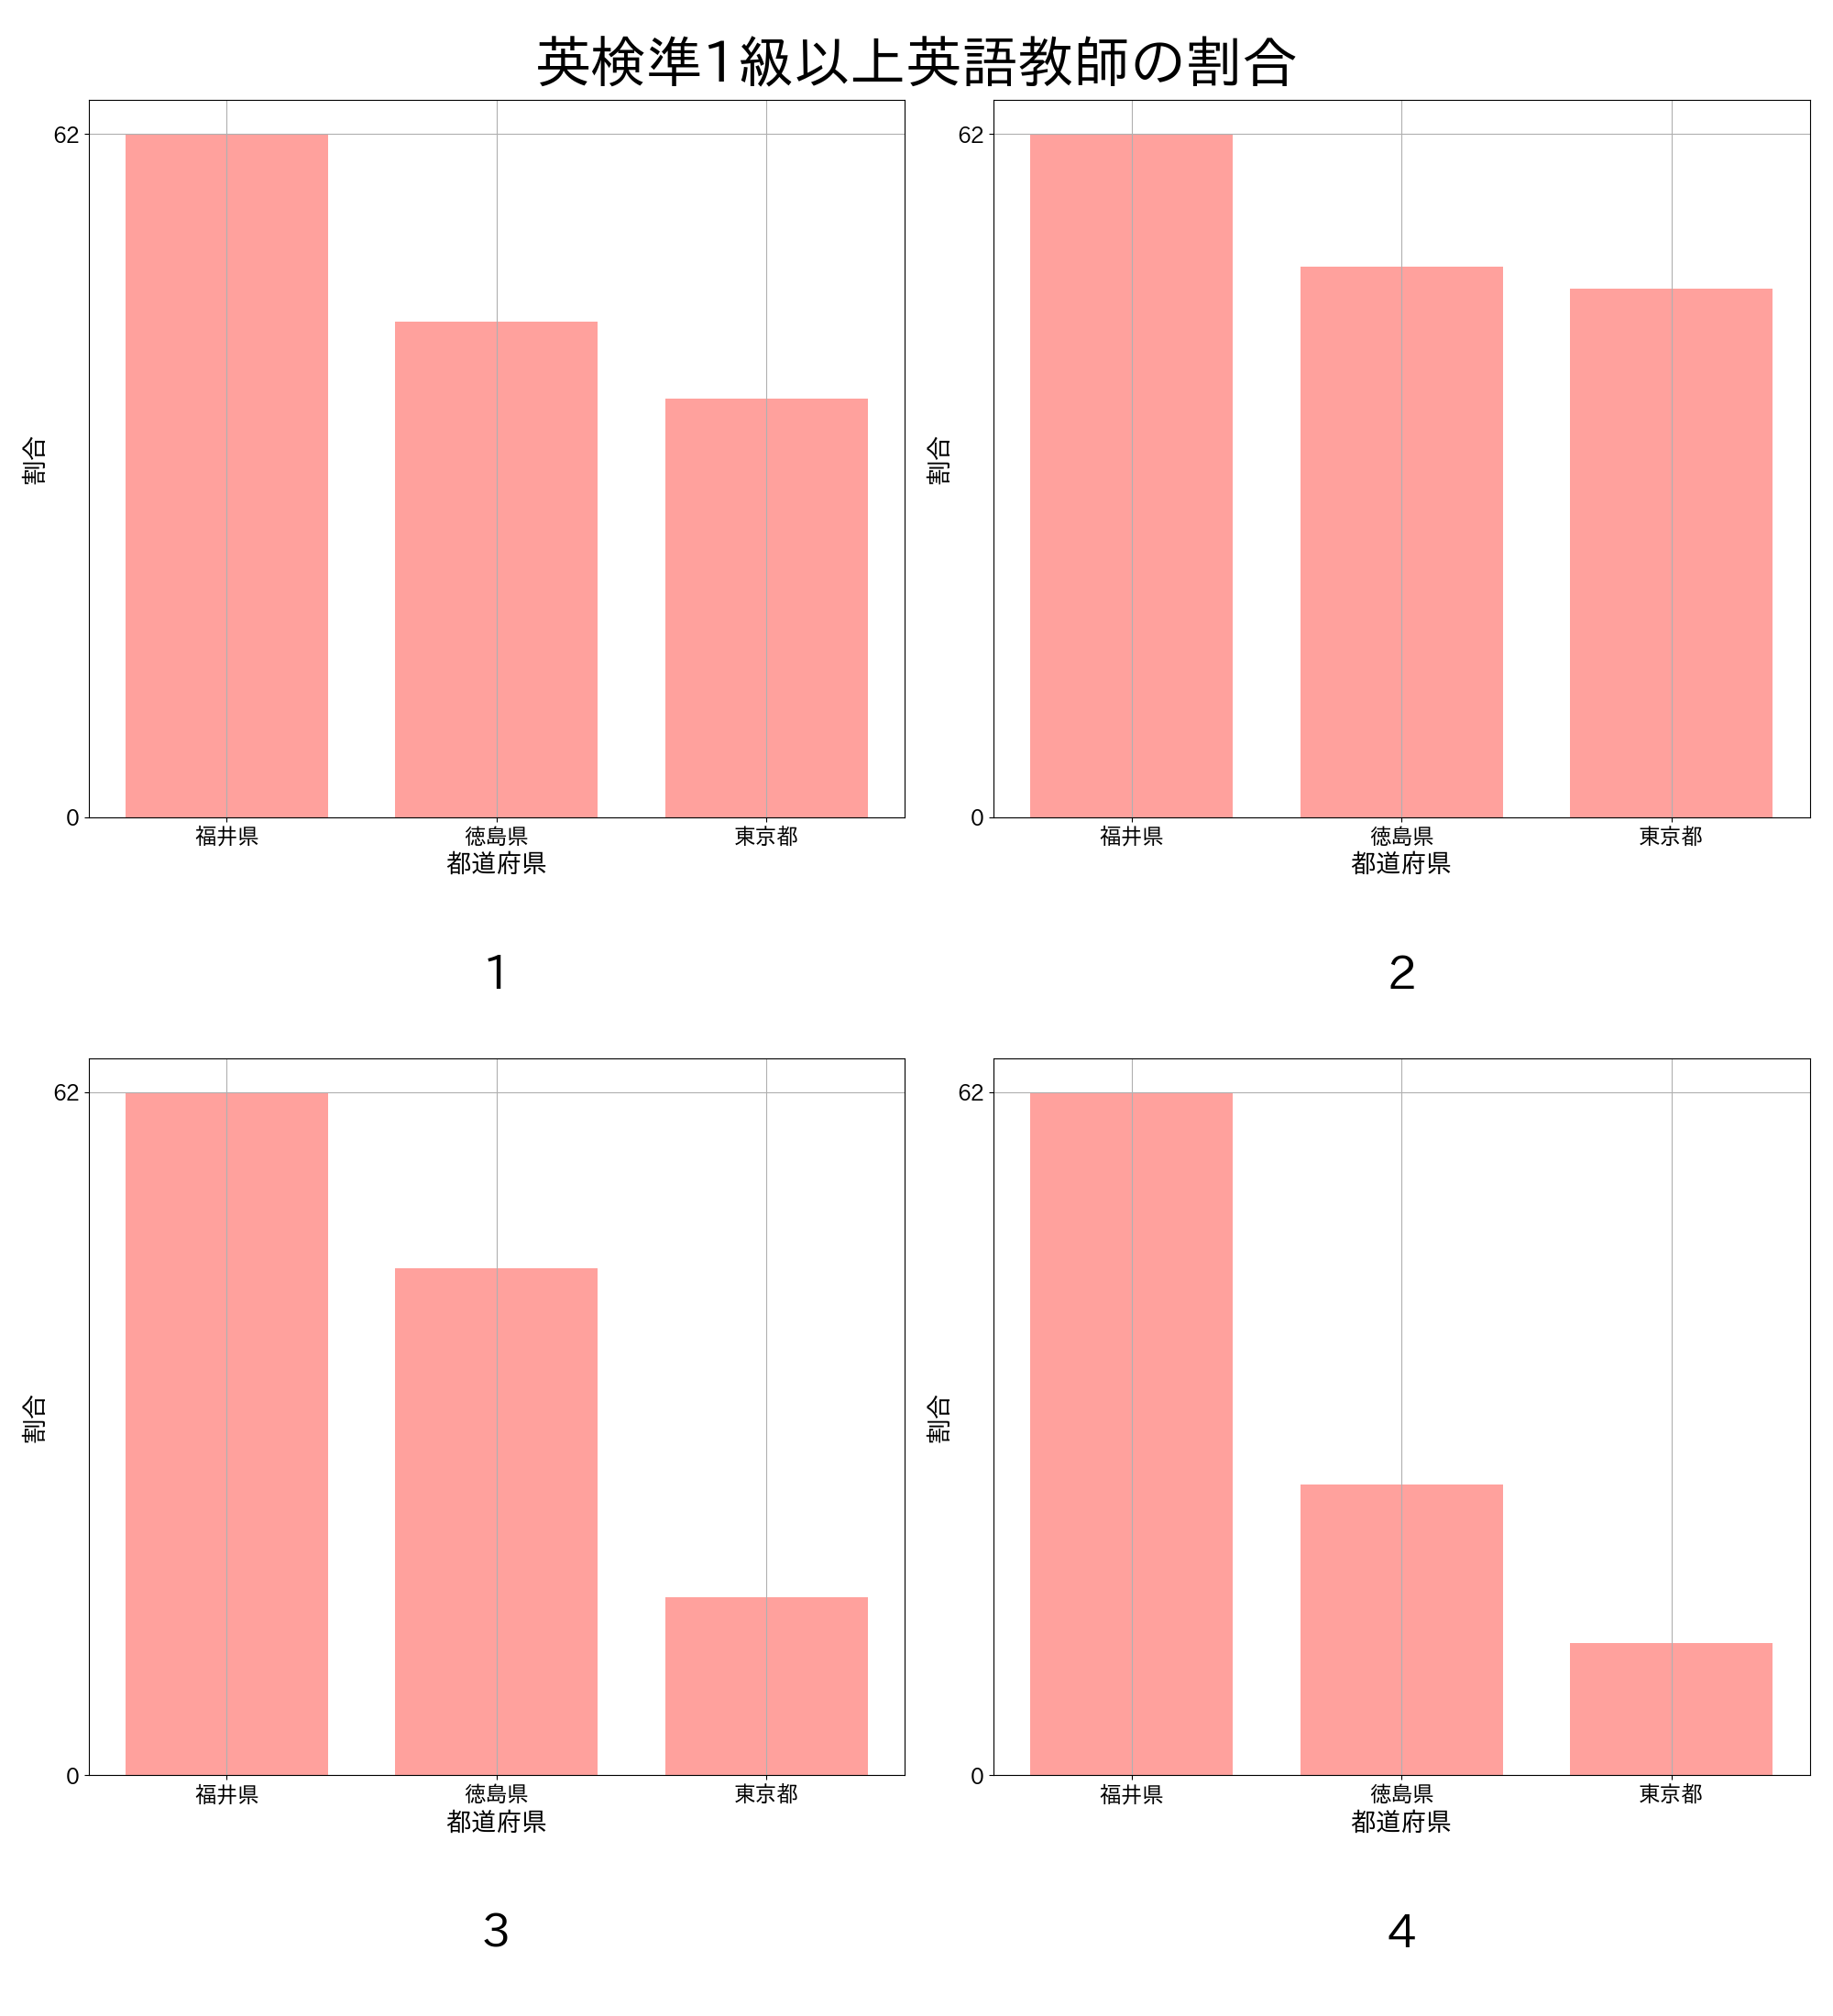 英検準1級以上英語教師の割合
62
0
割合
福井県 徳島県 東京都
都道府県
1
62
0
割合
福井県 徳島県 東京都
都道府県
2
62
0
割合
福井県 徳島県 東京都
都道府県
3
62
0
割合
福井県 徳島県 東京都
都道府県
4